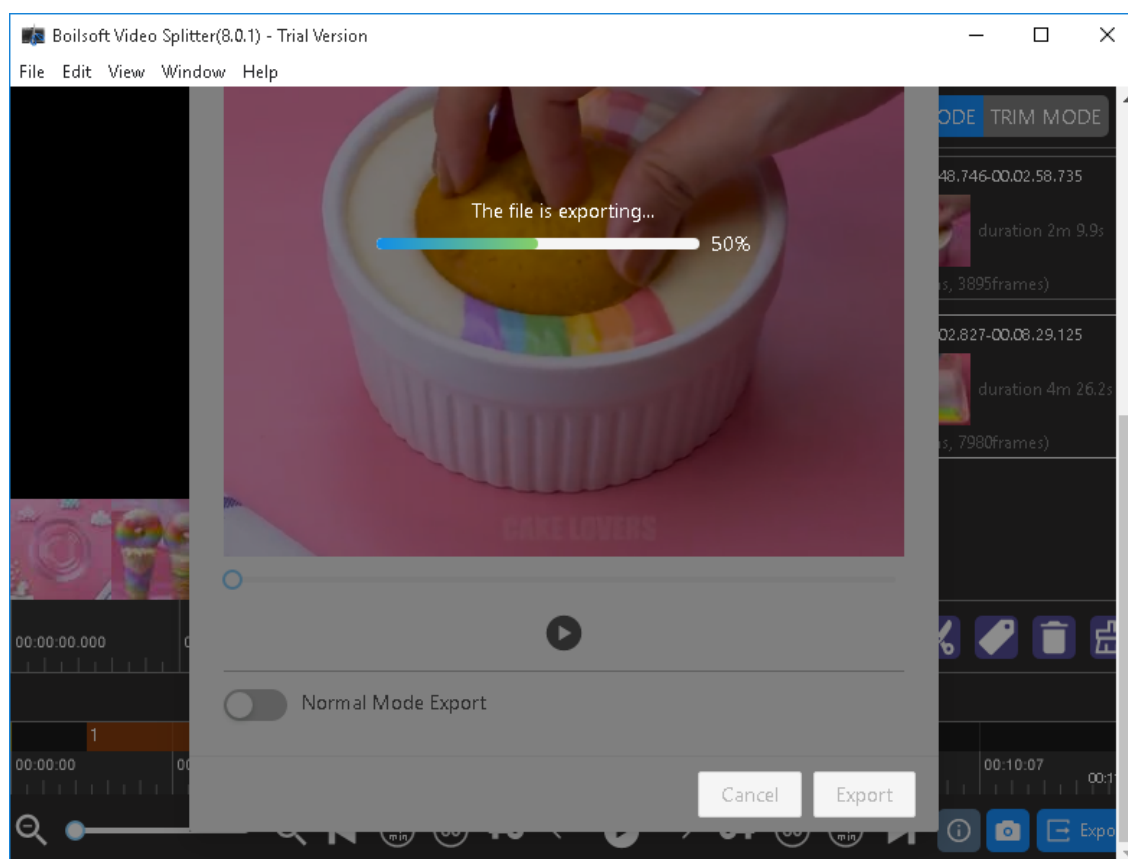 Boilsoft Video Splitter(8.0.1) - Trial Version
File Edit View Window Help
ODE TRIM MODE
48.746-00.02.58.735
The file is exporting...
50%
duration 2m 9.9s
s, 3895frames)
02.827-00.08.29.125
duration 4m 26.2s
s, 7980frames)
CAKE LOVERS
00:00:00.000
Normal Mode Export
1
00:00:00
00:10:07
Cancel Export
min
min
Expo